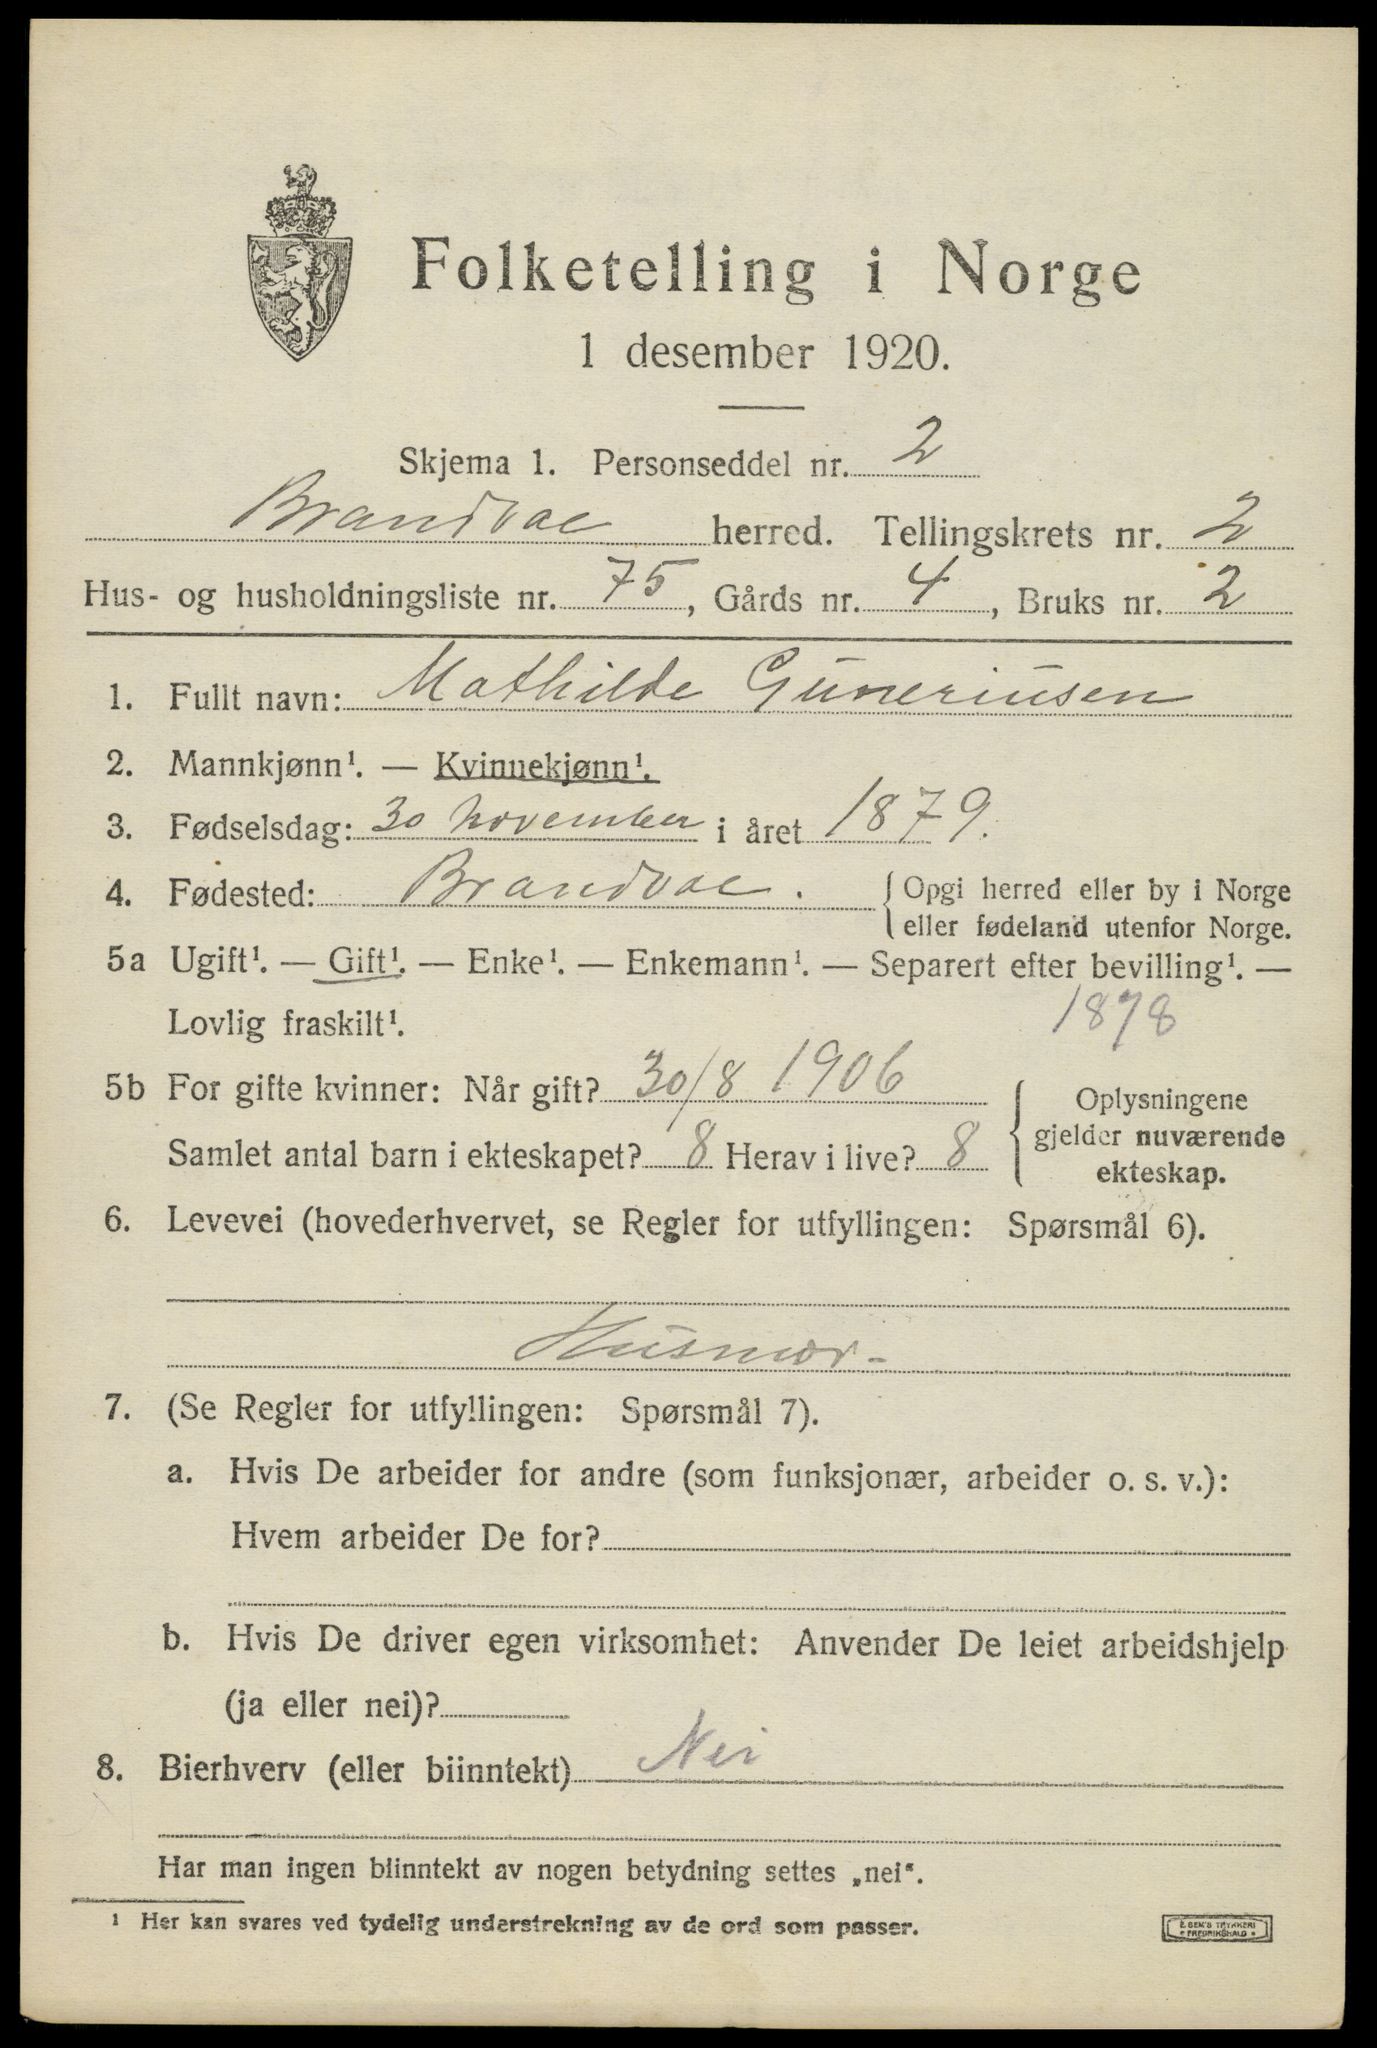 Folketelling i Norge
1 desember 1920.
Skjema 1. Personseddel nr. 2
Brandvae herred. Tellingskrets nr. 2
Hus- og husholdningsliste nr. 75, Gårds nr. 4, Bruks nr. 2
1. Fullt navn: Mathilde Guneriusen
2. Mannkjønn¹. — Kvinnekjønn¹.
3. Fødselsdag: 30 november i året 1879.
4. Fødested: Brandvae. { Opgi herred eller by i Norge
eller fødeland utenfor Norge.
5a Ugift¹. — Gift¹. — Enke¹. — Enkemann¹. — Separert efter bevilling¹. —
Lovlig fraskilt¹. 1878
5b For gifte kvinner: Når gift? 30/8 1906
Samlet antal barn i ekteskapet? 8 Herav i live? 8
{ Oplysningene
gjelder nuværende
ekteskap.
6. Levevei (hovederhvervet, se Regler for utfyllingen: Spørsmål 6).
Husmor -
7. (Se Regler for utfyllingen: Spørsmål 7).
a. Hvis De arbeider for andre (som funksjonær, arbeider o. s. v.):
Hvem arbeider De for?
b. Hvis De driver egen virksomhet: Anvender De leiet arbeidshjelp
(ja eller nei)?
8. Bierhverv (eller biinntekt) Nei
Har man ingen biinntekt av nogen betydning settes „nei“.
¹ Her kan svares ved tydelig understrekning av de ord som passer.
E. SEM'S TRYKKERI
* FREDRIKSHALD *